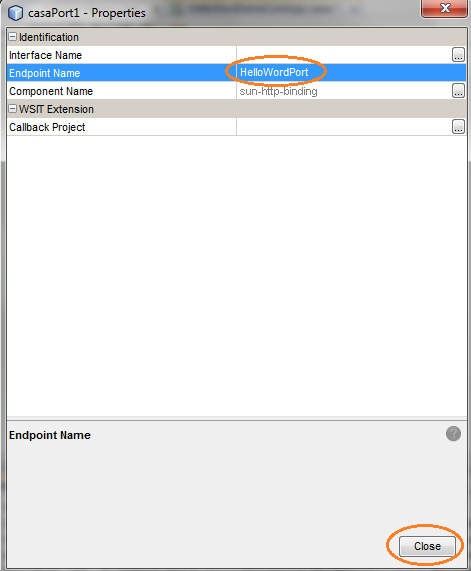 casaPort1 - Properties
Identification
Interface Name ...
Endpoint Name HelloWordPort
Component Name sun-http-binding ...
WSIT Extension
Callback Project ...
Endpoint Name ?
Close